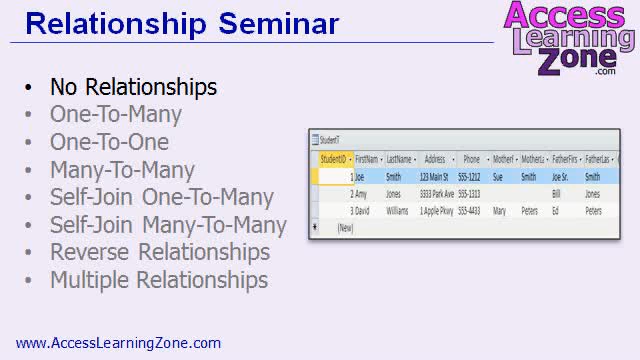 Relationship Seminar
Access
Learning
Zone
.com
• No Relationships
• One-To-Many
• One-To-One
• Many-To-Many
• Self-Join One-To-Many
• Self-Join Many-To-Many
• Reverse Relationships
• Multiple Relationships
StudentT
StudentID FirstNam LastName Address Phone MotherF MotherLa FatherFirs FatherLas
1 Joe Smith 123 Main St 555-1212 Sue Smith Joe Sr. Smith
2 Amy Jones 3333 Park Ave 555-1313 Bill Jones
3 David Williams 1 Apple Pkwy 555-4433 Mary Peters Ed Peters
* (New)
www.AccessLearningZone.com